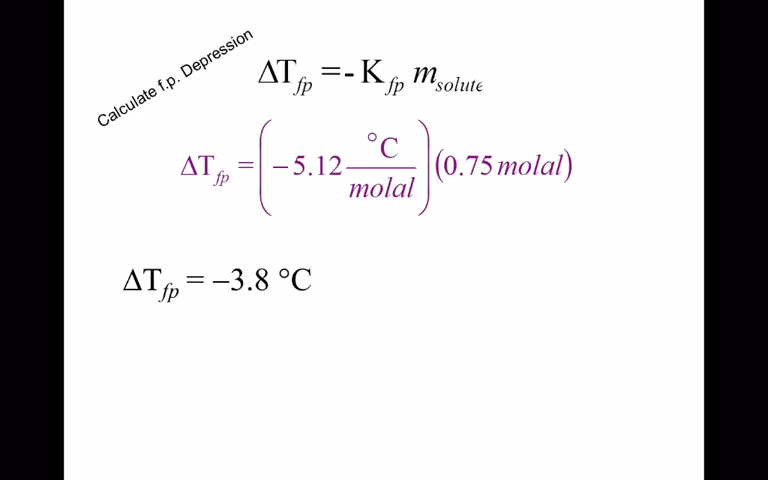 Calculate f.p. Depression
ΔT_fp =- K_fp m_solute
ΔT_fp = (−5.12 °C/molal)(0.75 molal)
ΔT_fp = –3.8 °C